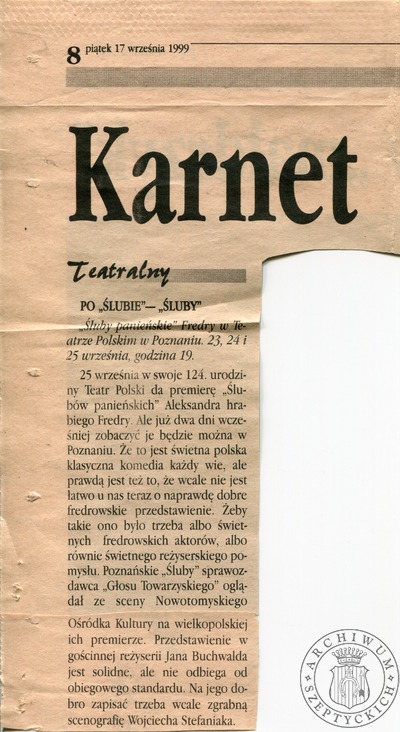 8 piątek 17 września 1999
Karnet
Teatralny
PO „ŚLUBIE"— „ŚLUBY"
„Śluby panieńskie" Fredry w Te-
atrze Polskim w Poznaniu. 23, 24 i
25 września, godzina 19.
25 września w swoje 124. urodzi-
ny Teatr Polski da premierę „Ślu-
bów panieńskich" Aleksandra hra-
biego Fredry. Ale już dwa dni wcze-
śniej zobaczyć je będzie można w
Poznaniu. Że to jest świetna polska
klasyczna komedia każdy wie, ale
prawdą jest też to, że wcale nie jest
łatwo u nas teraz o naprawdę dobre
fredrowskie przedstawienie. Żeby
takie ono było trzeba albo świet-
nych fredrowskich aktorów, albo
równie świetnego reżyserskiego po-
mysłu. Poznańskie „Śluby" sprawoz-
dawca „Głosu Towarzyskiego" oglą-
dał ze sceny Nowotomyskiego
Ośródka Kultury na wielkopolskiej
ich premierze. Przedstawienie w
gościnnej reżyserii Jana Buchwalda
jest solidne, ale nie odbiega od
obiegowego standardu. Na jego do-
bro zapisać trzeba wcale zgrabną
scenografię Wojciecha Stefaniaka.
ARCHIWUM
SZEPTYCKICH